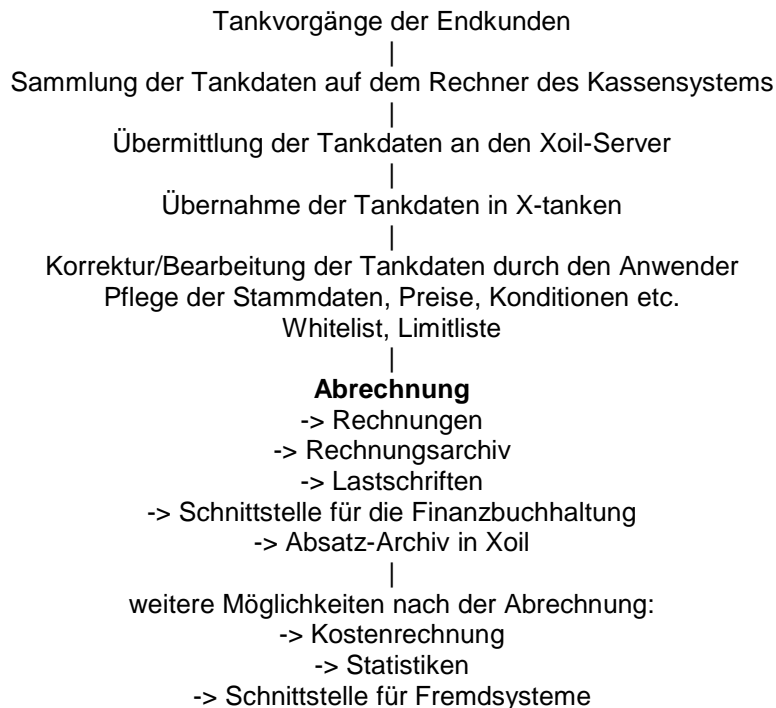 Tankvorgänge der Endkunden
|
Sammlung der Tankdaten auf dem Rechner des Kassensystems
|
Übermittlung der Tankdaten an den Xoil-Server
|
Übernahme der Tankdaten in X-tanken
|
Korrektur/Bearbeitung der Tankdaten durch den Anwender
Pflege der Stammdaten, Preise, Konditionen etc.
Whitelist, Limitliste
|
Abrechnung
-> Rechnungen
-> Rechnungsarchiv
-> Lastschriften
-> Schnittstelle für die Finanzbuchhaltung
-> Absatz-Archiv in Xoil
|
weitere Möglichkeiten nach der Abrechnung:
-> Kostenrechnung
-> Statistiken
-> Schnittstelle für Fremdsysteme